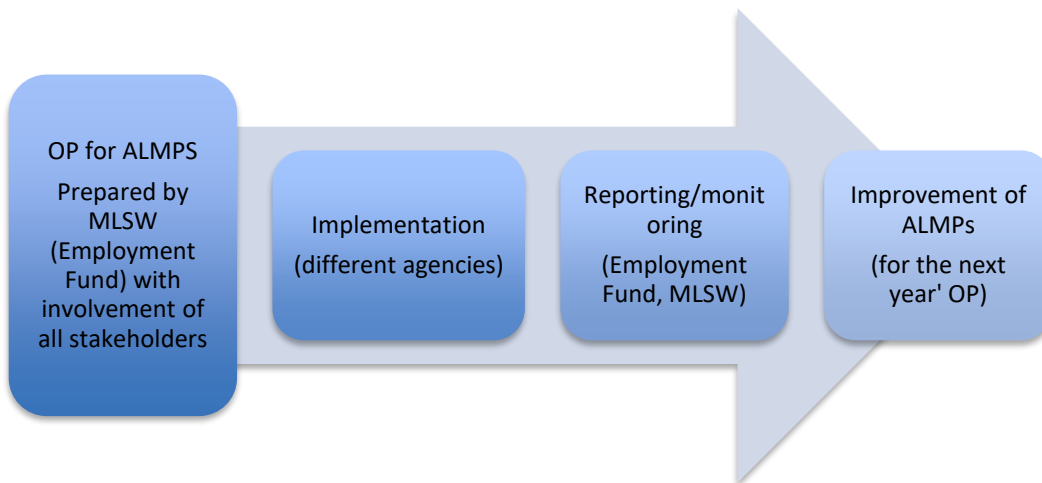 OP for ALMPS
Prepared by
MLSW
(Employment
Fund) with
involvement of
all stakeholders
Implementation
(different agencies)
Reporting/monit
oring
(Employment
Fund, MLSW)
Improvement of
ALMPs
(for the next
year' OP)